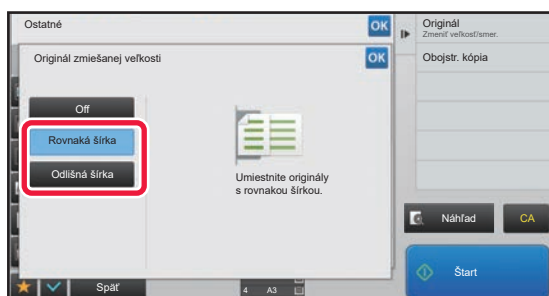 Ostatné
OK
Originál zmiešanej veľkosti
OK
Off
Rovnaká šírka
Odlišná šírka
Umiestnite originály
s rovnakou šírkou.
Späť
4 A3
Originál
Zmeniť veľkosť/smer.
Obojstr. kópia
Náhľad
CA
Štart